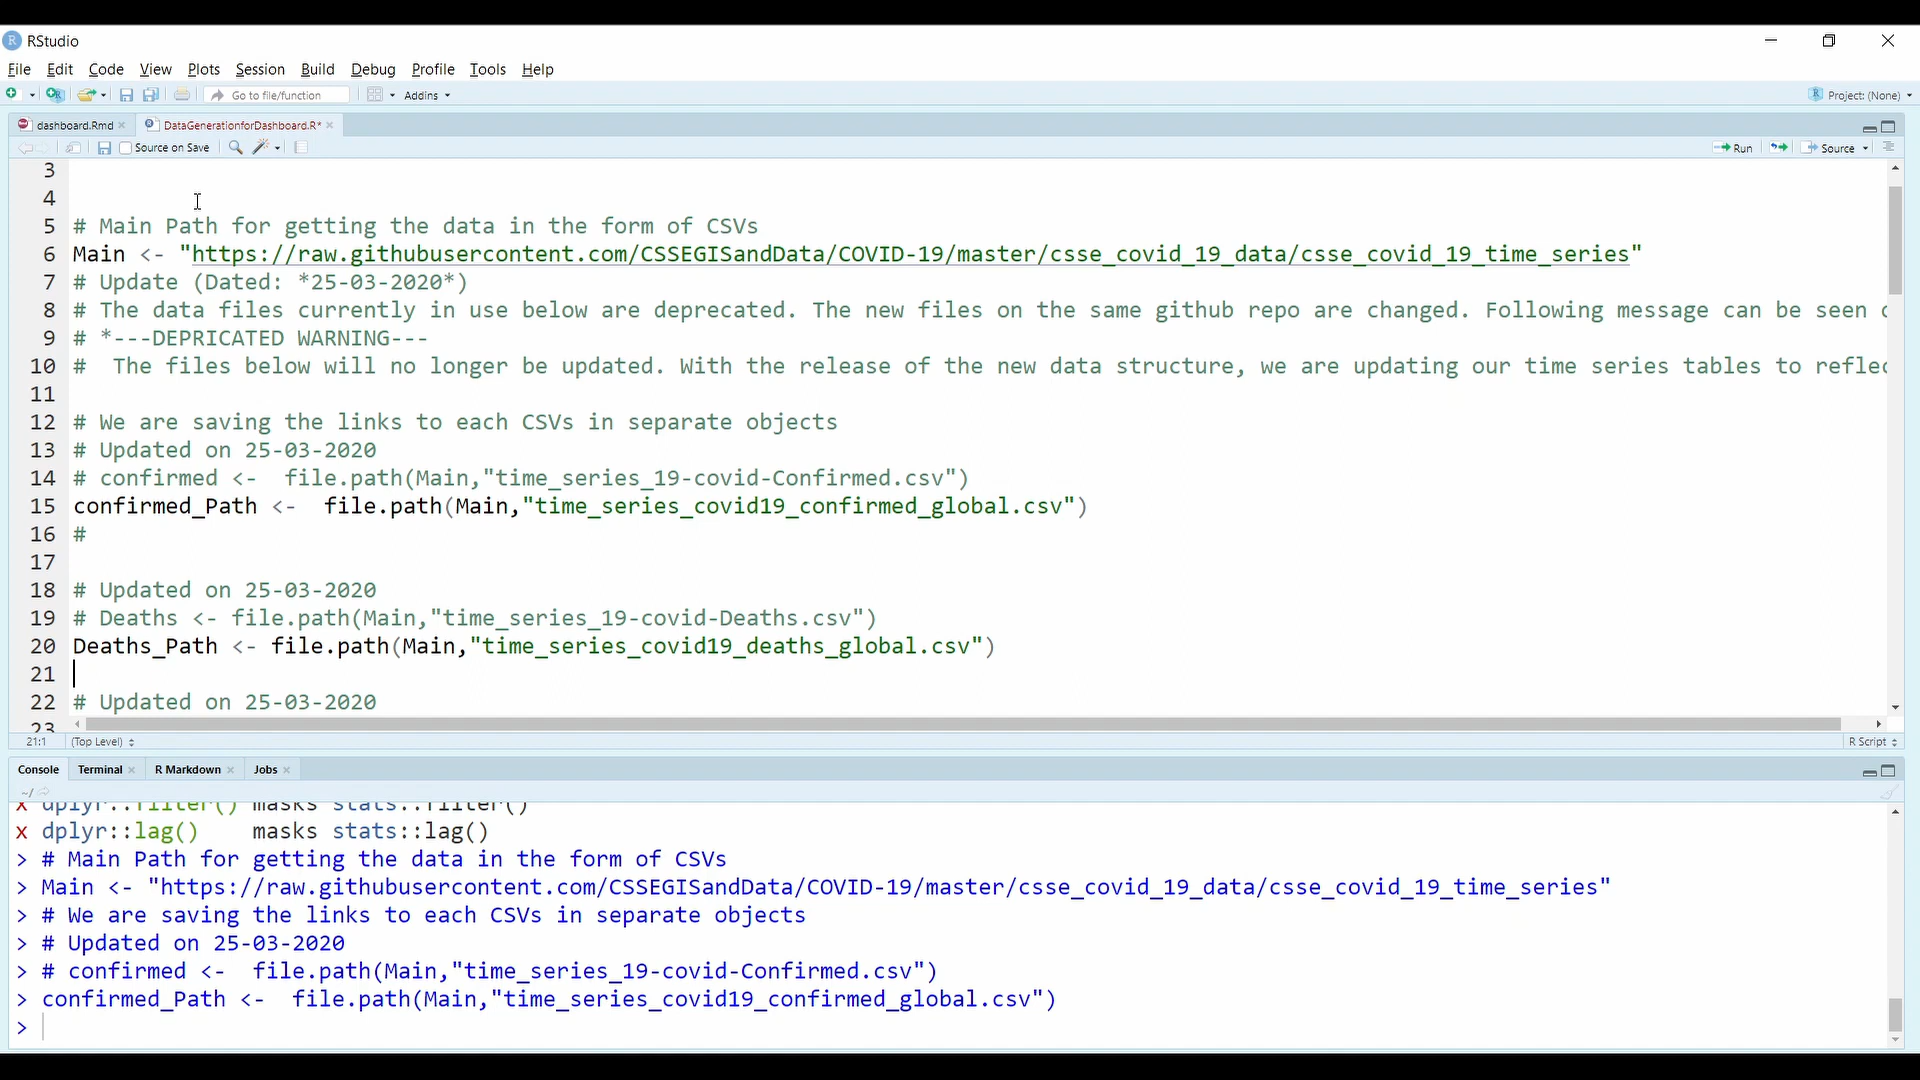 RStudio
File Edit Code View Plots Session Build Debug Profile Tools Help
Go to file/function Addins Project: (None)
dashboard.Rmd DataGenerationforDashboard.R*
Source on Save Run Source
3
4
5 # Main Path for getting the data in the form of CSVs
6 Main <- "https://raw.githubusercontent.com/CSSEGISandData/COVID-19/master/csse_covid_19_data/csse_covid_19_time_series"
7 # Update (Dated: *25-03-2020*)
8 # The data files currently in use below are deprecated. The new files on the same github repo are changed. Following message can be seen
9 # *---DEPRICATED WARNING---
10 #  The files below will no longer be updated. With the release of the new data structure, we are updating our time series tables to reflec
11
12 # We are saving the links to each CSVs in separate objects
13 # Updated on 25-03-2020
14 # confirmed <-  file.path(Main,"time_series_19-covid-Confirmed.csv")
15 confirmed_Path <-  file.path(Main,"time_series_covid19_confirmed_global.csv")
16 #
17
18 # Updated on 25-03-2020
19 # Deaths <- file.path(Main,"time_series_19-covid-Deaths.csv")
20 Deaths_Path <- file.path(Main,"time_series_covid19_deaths_global.csv")
21
22 # Updated on 25-03-2020
23
21:1 (Top Level) R Script
Console Terminal R Markdown Jobs
~/
x dplyr::filter() masks stats::filter()
x dplyr::lag()    masks stats::lag()
> # Main Path for getting the data in the form of CSVs
> Main <- "https://raw.githubusercontent.com/CSSEGISandData/COVID-19/master/csse_covid_19_data/csse_covid_19_time_series"
> # We are saving the links to each CSVs in separate objects
> # Updated on 25-03-2020
> # confirmed <-  file.path(Main,"time_series_19-covid-Confirmed.csv")
> confirmed_Path <-  file.path(Main,"time_series_covid19_confirmed_global.csv")
>